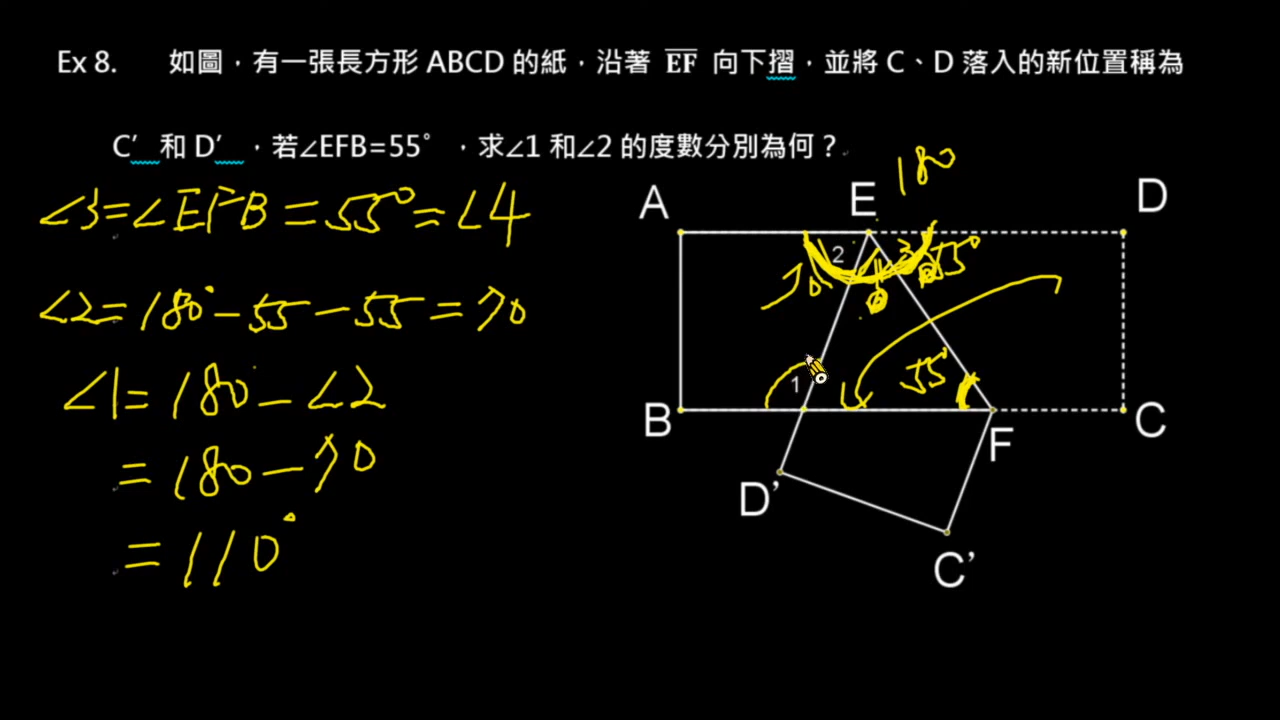 Ex 8. 如圖，有一張長方形 ABCD 的紙，沿著 EF 向下摺，並將 C、D 落入的新位置稱為
C' 和 D'，若∠EFB=55°，求∠1 和∠2 的度數分別為何？
∠3=∠EFB=55°=∠4
∠2=180°-55-55=70
∠1=180°-∠2
=180-70
=110°
180
A
E
D
2
4
3
55°
70
55°
1
B
F
C
D'
C'